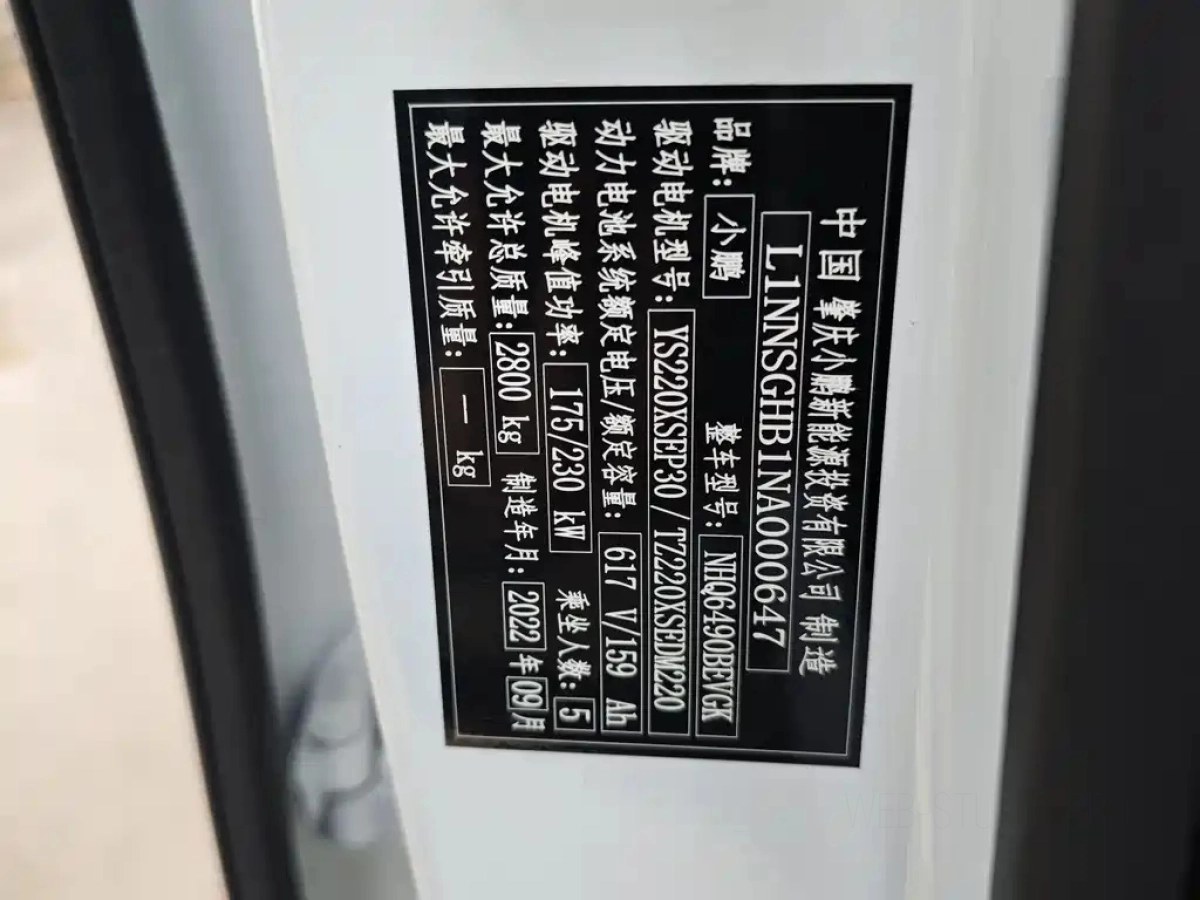 中国 肇庆小鹏新能源投资有限公司 制造
L1NNSGHB1NA000647
品牌: 小鹏 整车型号: NHQ6490BEVGK
驱动电机型号: YS220XSEP30 / TZ220XSEDM220
动力电池系统额定电压/额定容量: 617 V/159 Ah
驱动电机峰值功率: 175/230 kW 乘坐人数: 5
最大允许总质量: 2800 kg 制造年月: 2022 年 09 月
最大允许牵引质量: — kg